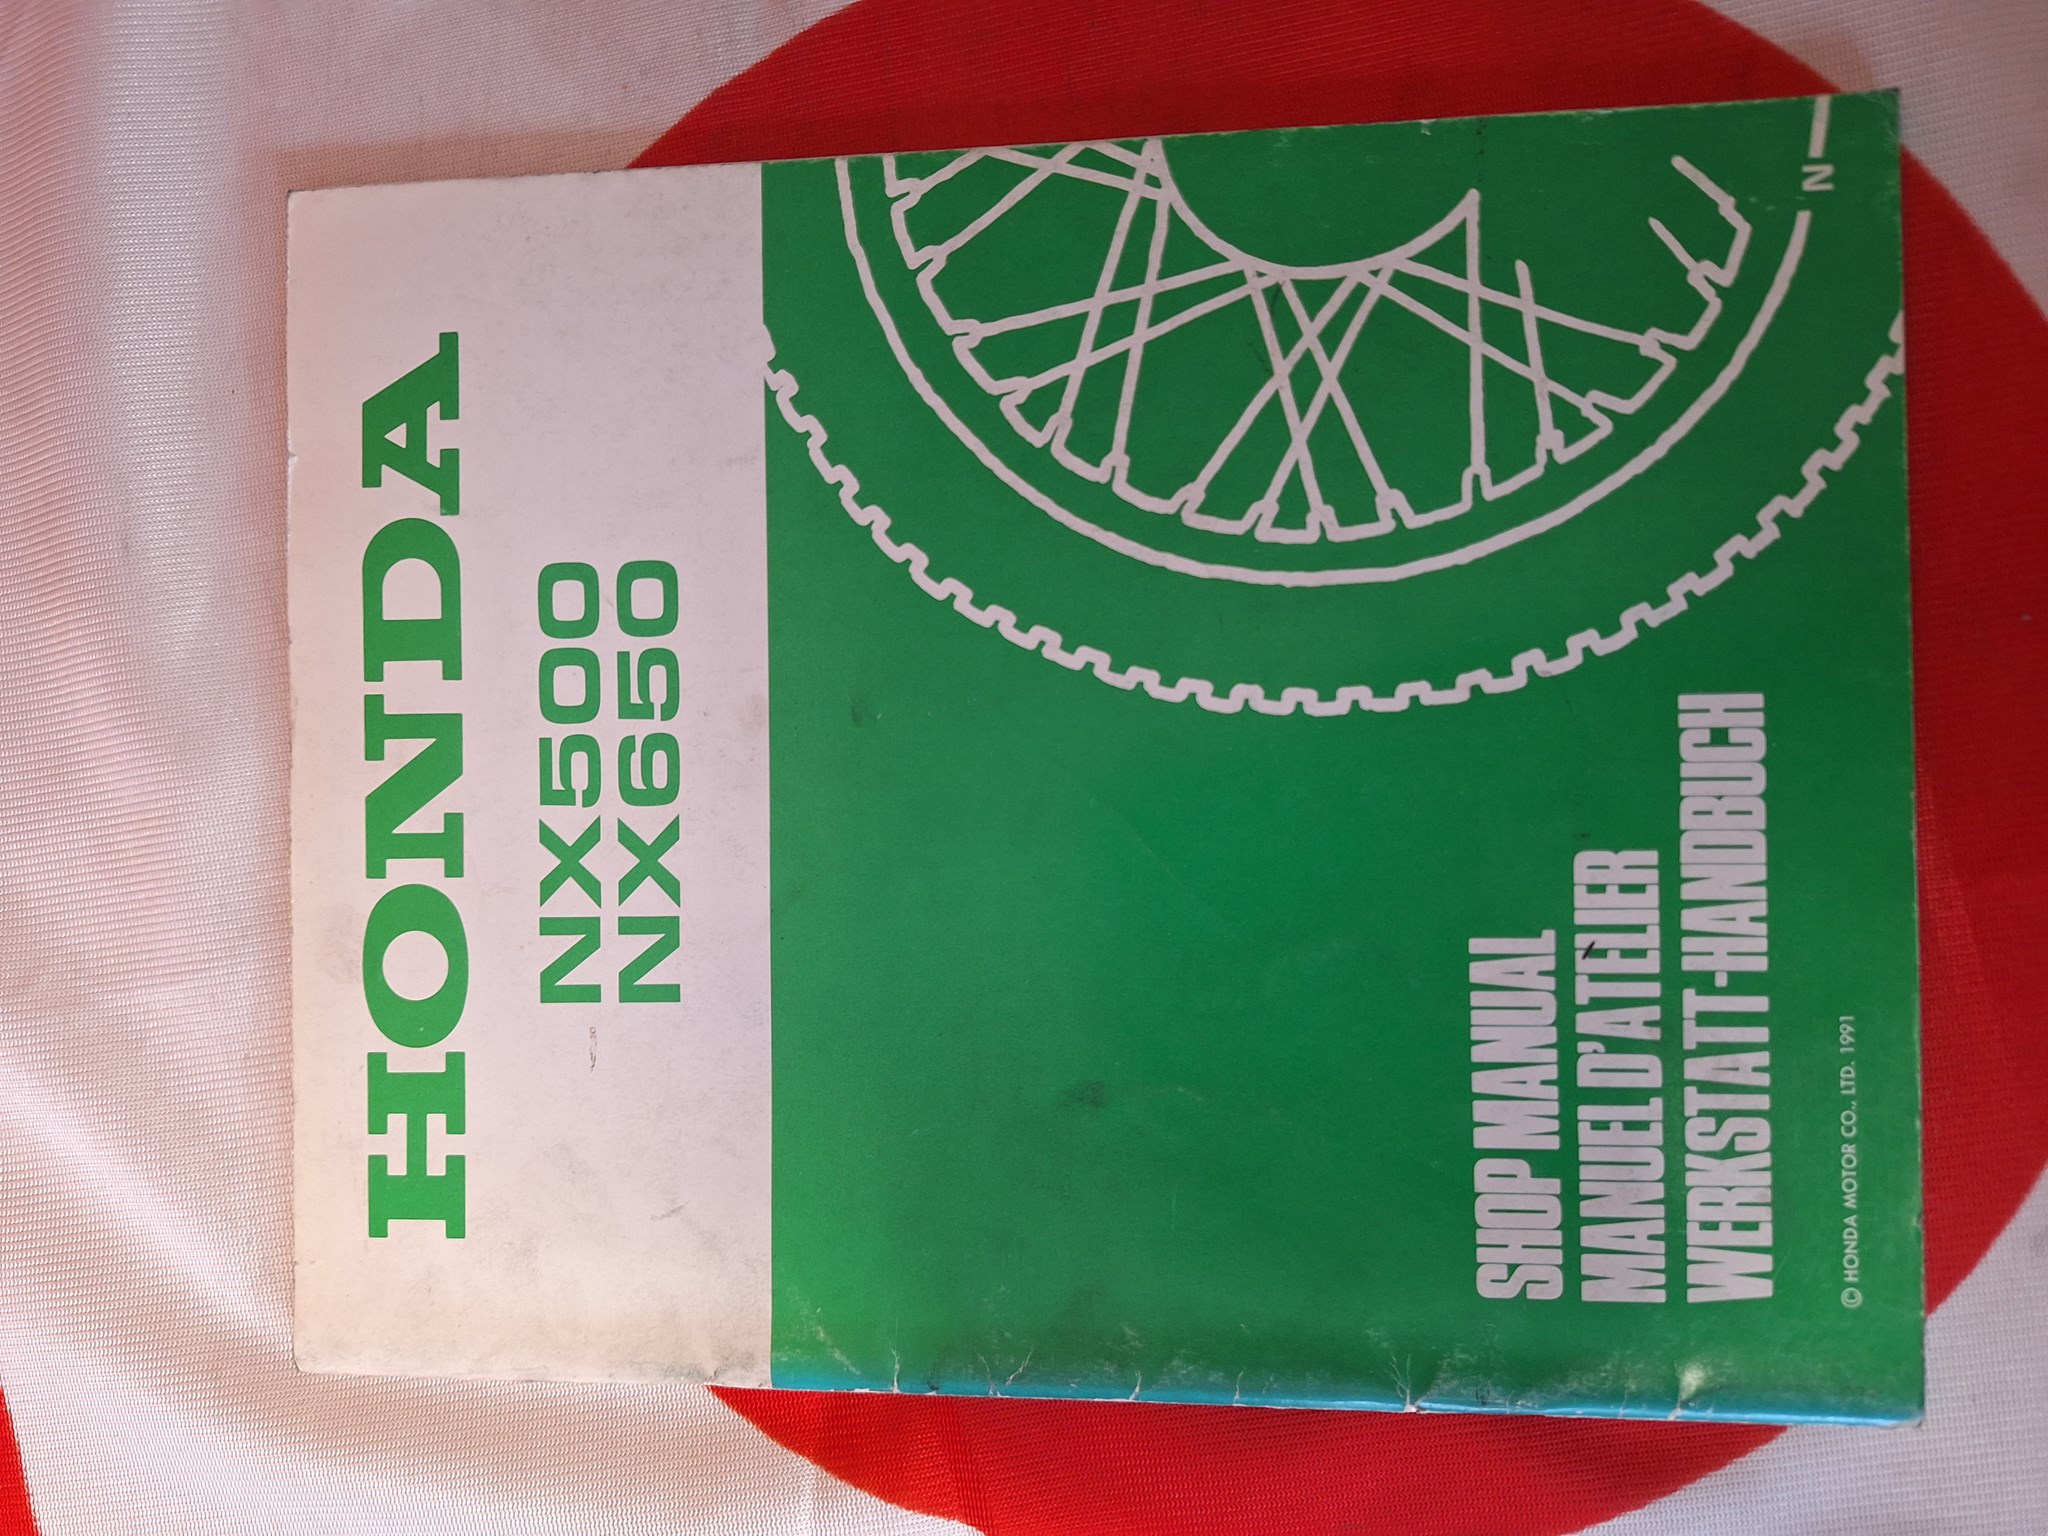 HONDA
NX500
NX650
N
SHOP MANUAL
MANUEL D'ATELIER
WERKSTATT-HANDBUCH
© HONDA MOTOR CO., LTD. 1991